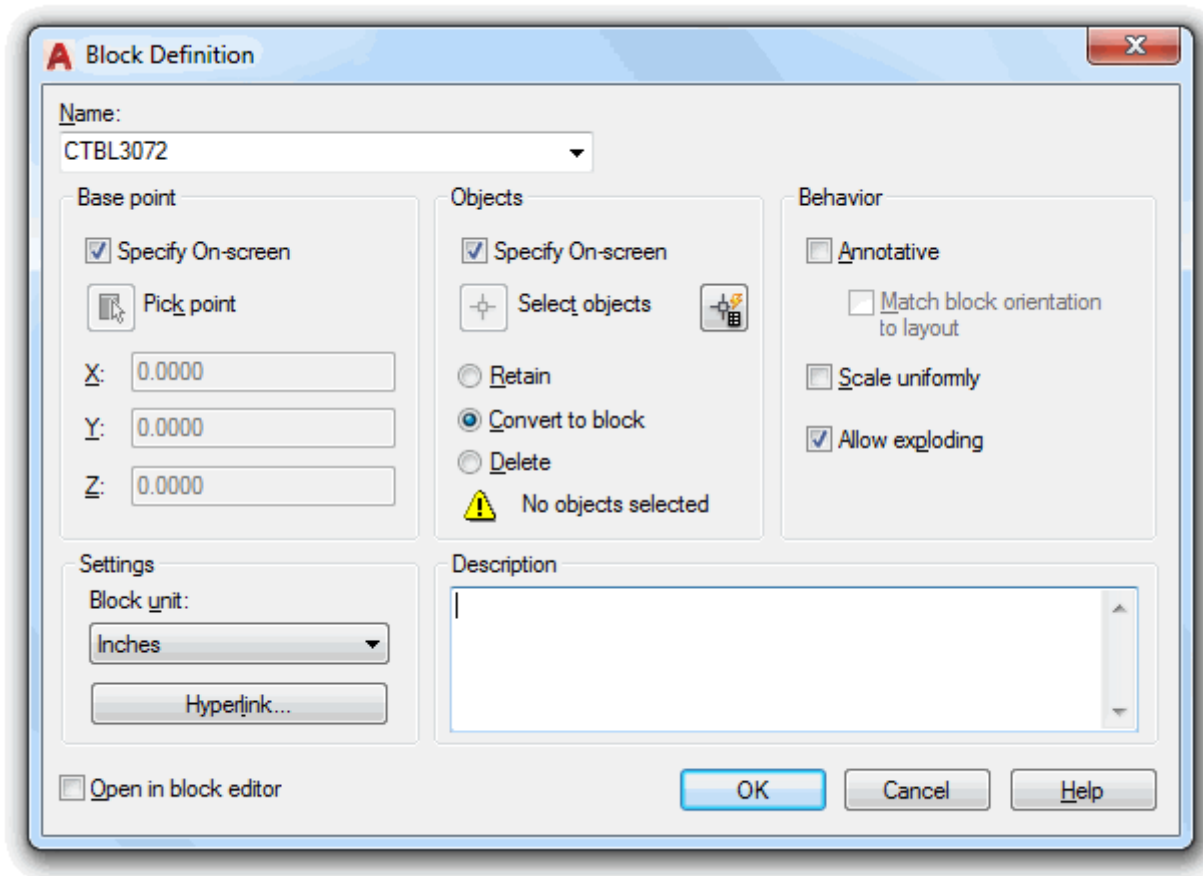 Block Definition
Name:
CTBL3072
Base point
Specify On-screen
Pick point
X: 0.0000
Y: 0.0000
Z: 0.0000
Objects
Specify On-screen
Select objects
Retain
Convert to block
Delete
No objects selected
Behavior
Annotative
Match block orientation
to layout
Scale uniformly
Allow exploding
Settings
Block unit:
Inches
Hyperlink...
Description
Open in block editor
OK Cancel Help